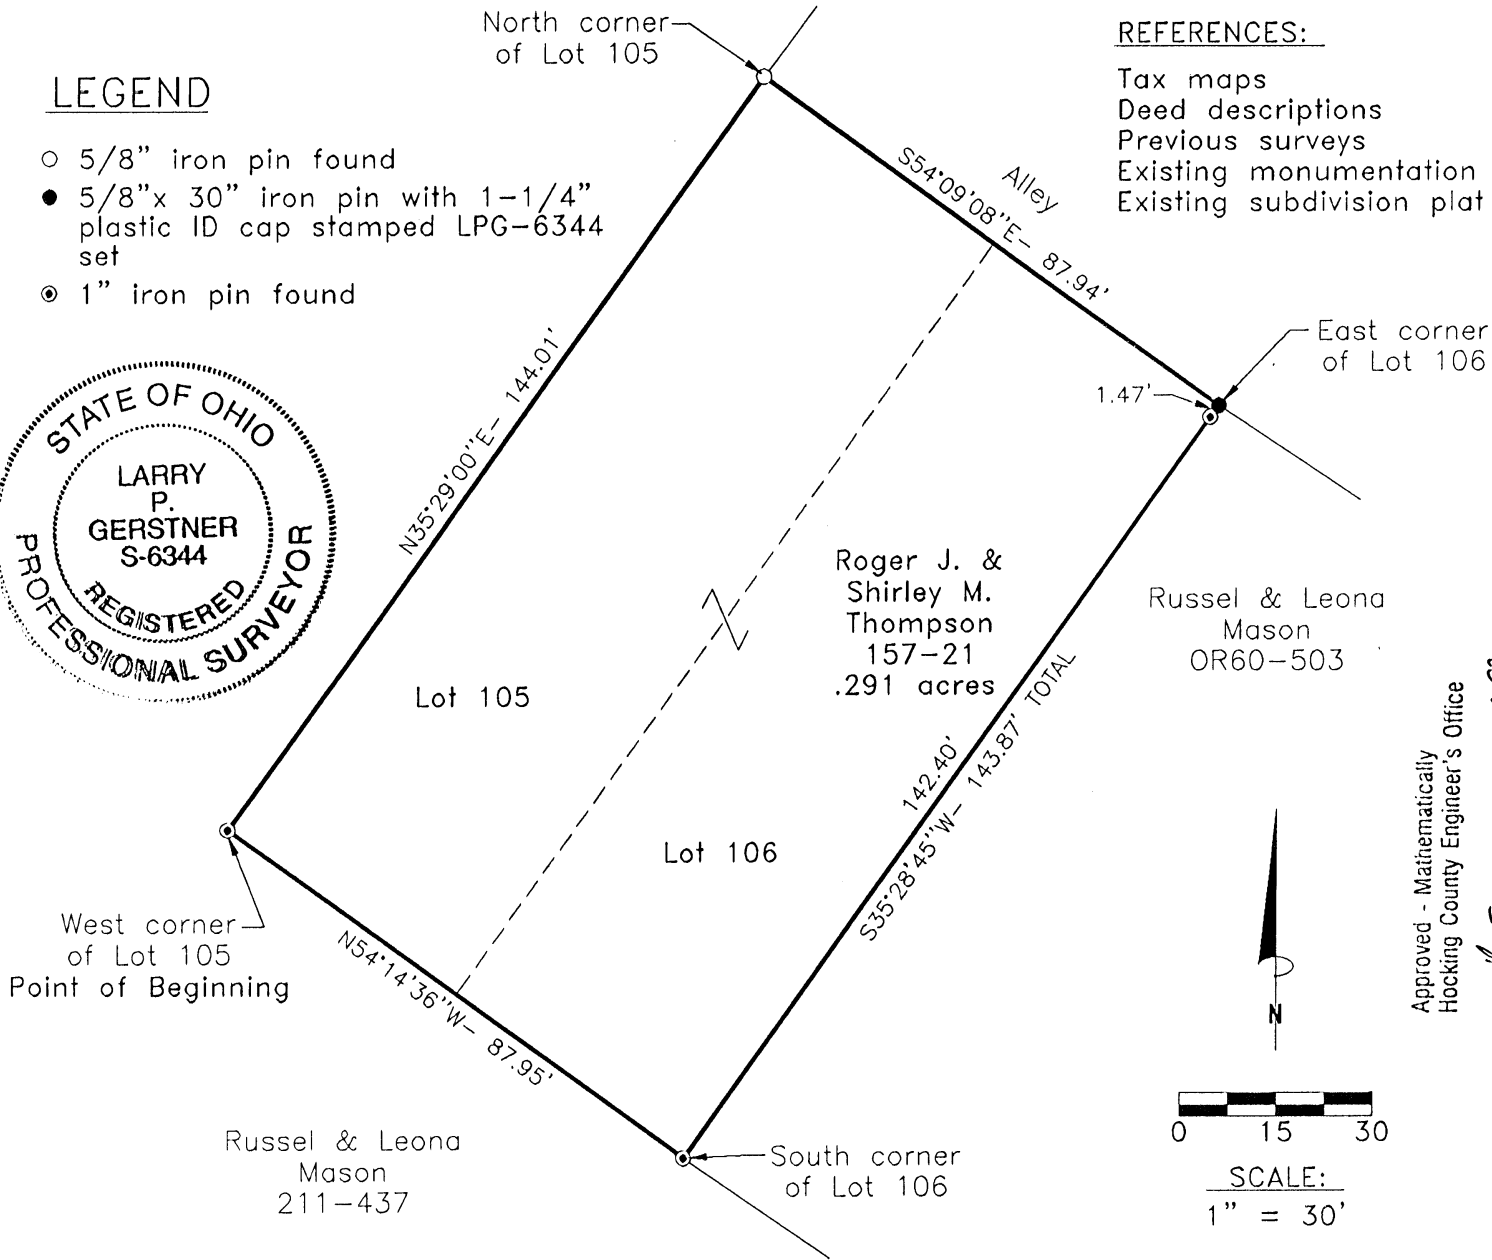 North corner
of Lot 105
REFERENCES:
Tax maps
Deed descriptions
Previous surveys
Existing monumentation
Existing subdivision plat
LEGEND
5/8" iron pin found
5/8"x 30" iron pin with 1-1/4"
plastic ID cap stamped LPG-6344
set
1" iron pin found
S54°09'08"E- 87.94'
Alley
East corner
of Lot 106
1.47'
N35°29'00"E- 144.01'
STATE OF OHIO
LARRY
P.
GERSTNER
S-6344
REGISTERED
PROFESSIONAL SURVEYOR
Roger J. &
Shirley M.
Thompson
157-21
.291 acres
Russel & Leona
Mason
OR60-503
Lot 105
Lot 106
142.40'
S35°28'45"W- 143.87' TOTAL
Approved - Mathematically
Hocking County Engineer's Office
West corner
of Lot 105
Point of Beginning
N54°14'36"W- 87.95'
N
Russel & Leona
Mason
211-437
South corner
of Lot 106
0 15 30
SCALE:
1" = 30'